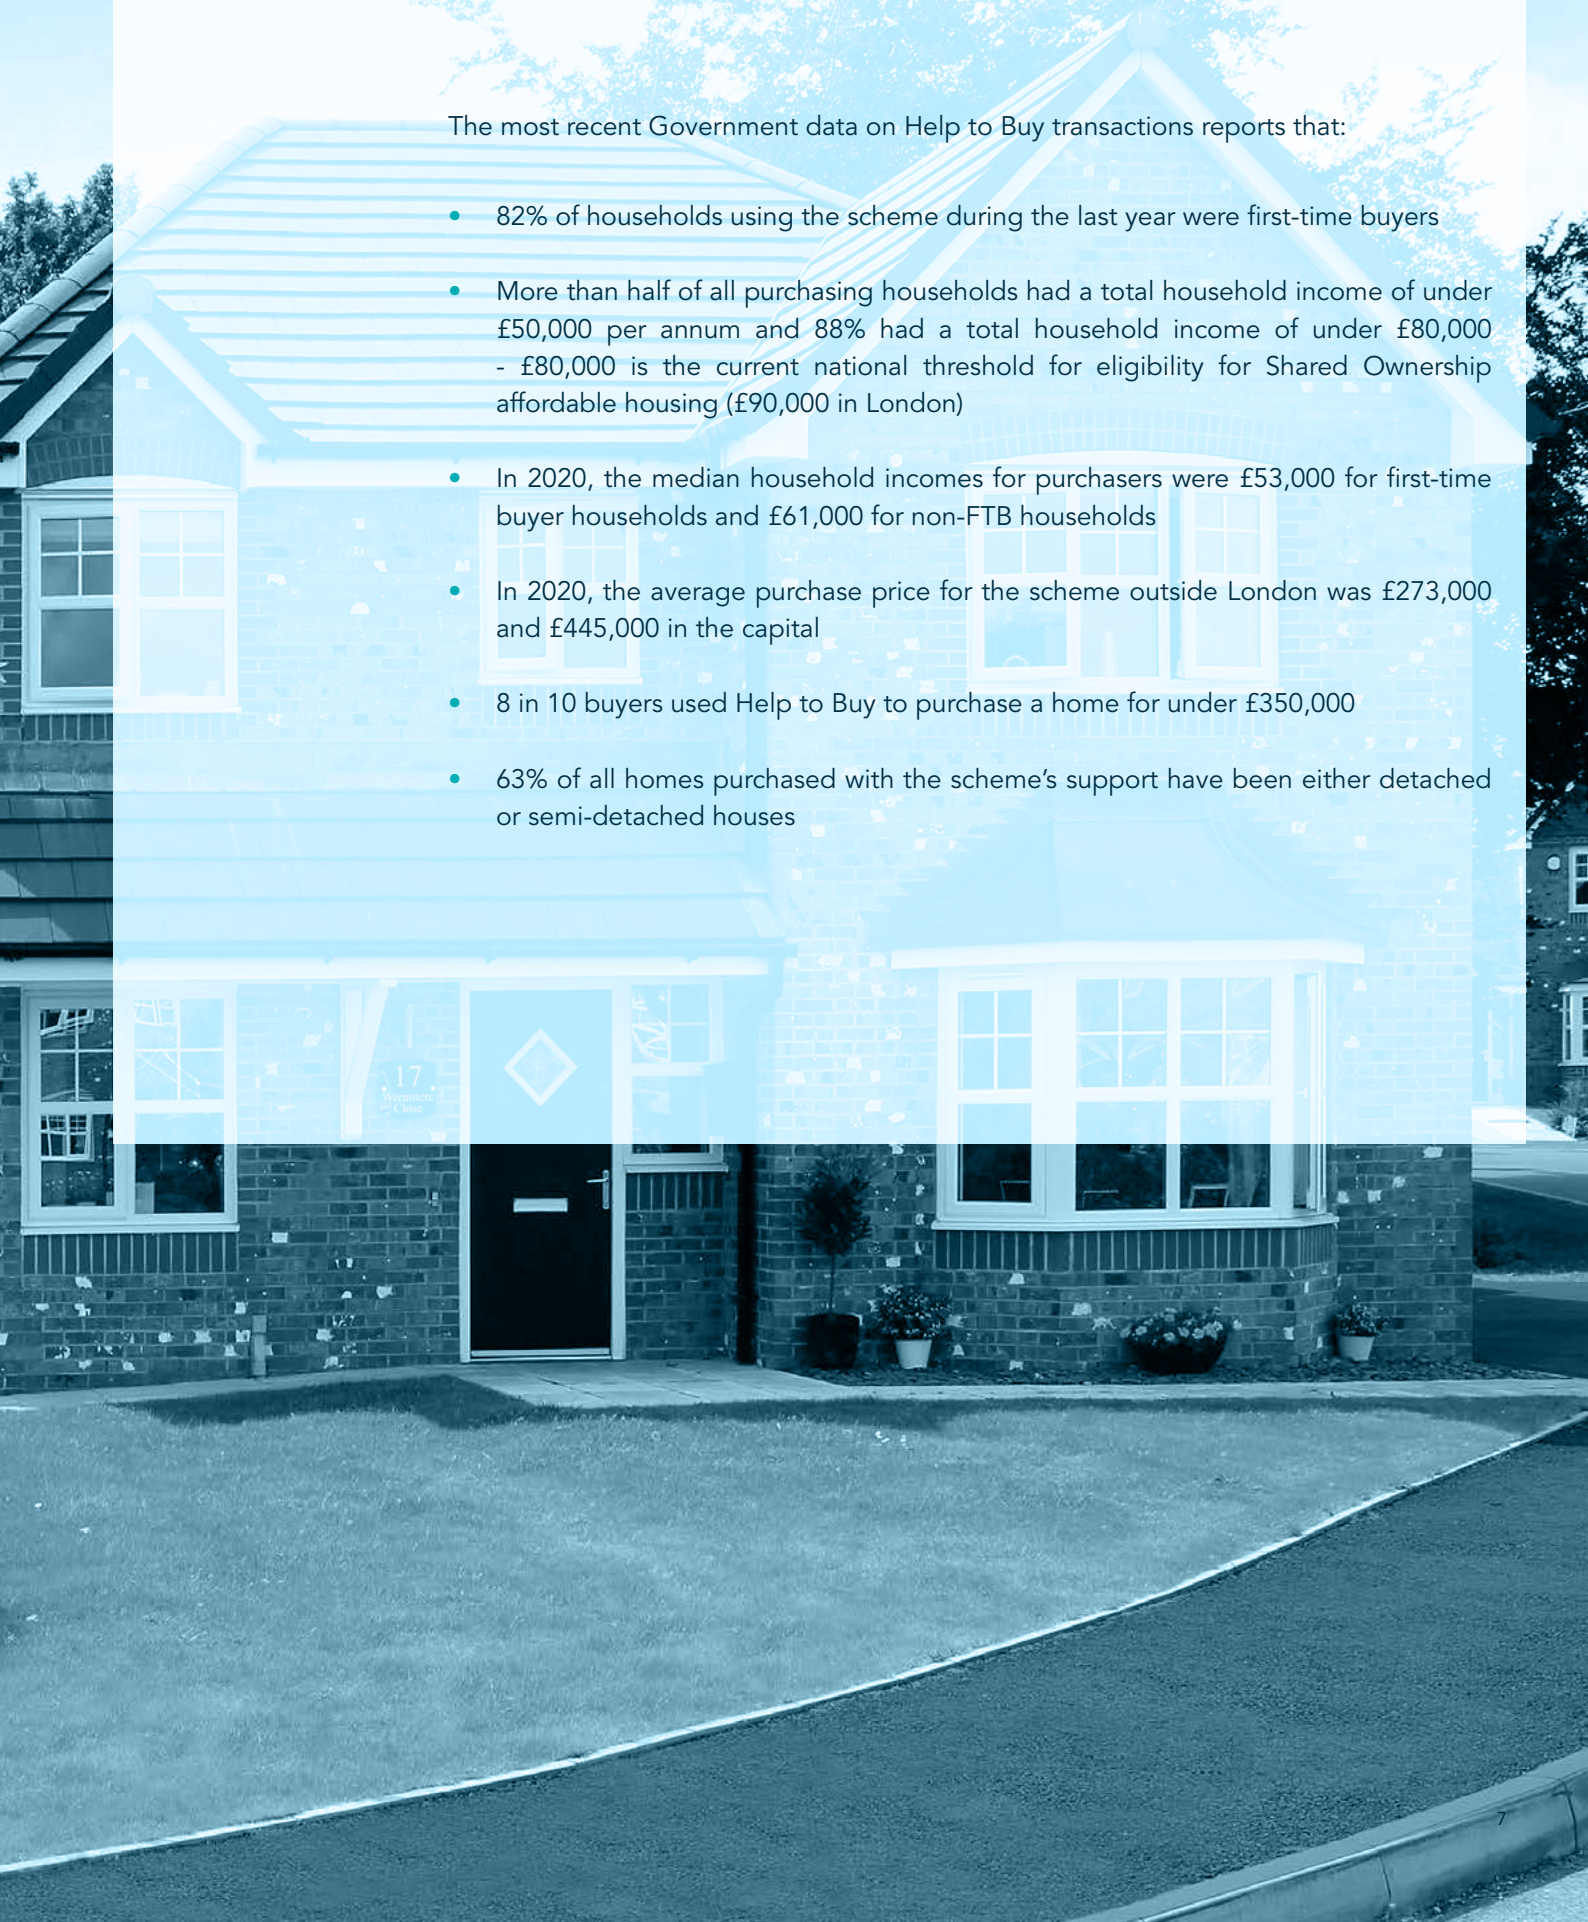 The most recent Government data on Help to Buy transactions reports that:
• 82% of households using the scheme during the last year were first-time buyers
• More than half of all purchasing households had a total household income of under
£50,000 per annum and 88% had a total household income of under £80,000
- £80,000 is the current national threshold for eligibility for Shared Ownership
affordable housing (£90,000 in London)
• In 2020, the median household incomes for purchasers were £53,000 for first-time
buyer households and £61,000 for non-FTB households
• In 2020, the average purchase price for the scheme outside London was £273,000
and £445,000 in the capital
• 8 in 10 buyers used Help to Buy to purchase a home for under £350,000
• 63% of all homes purchased with the scheme’s support have been either detached
or semi-detached houses
17
Wrenmere
Close
7